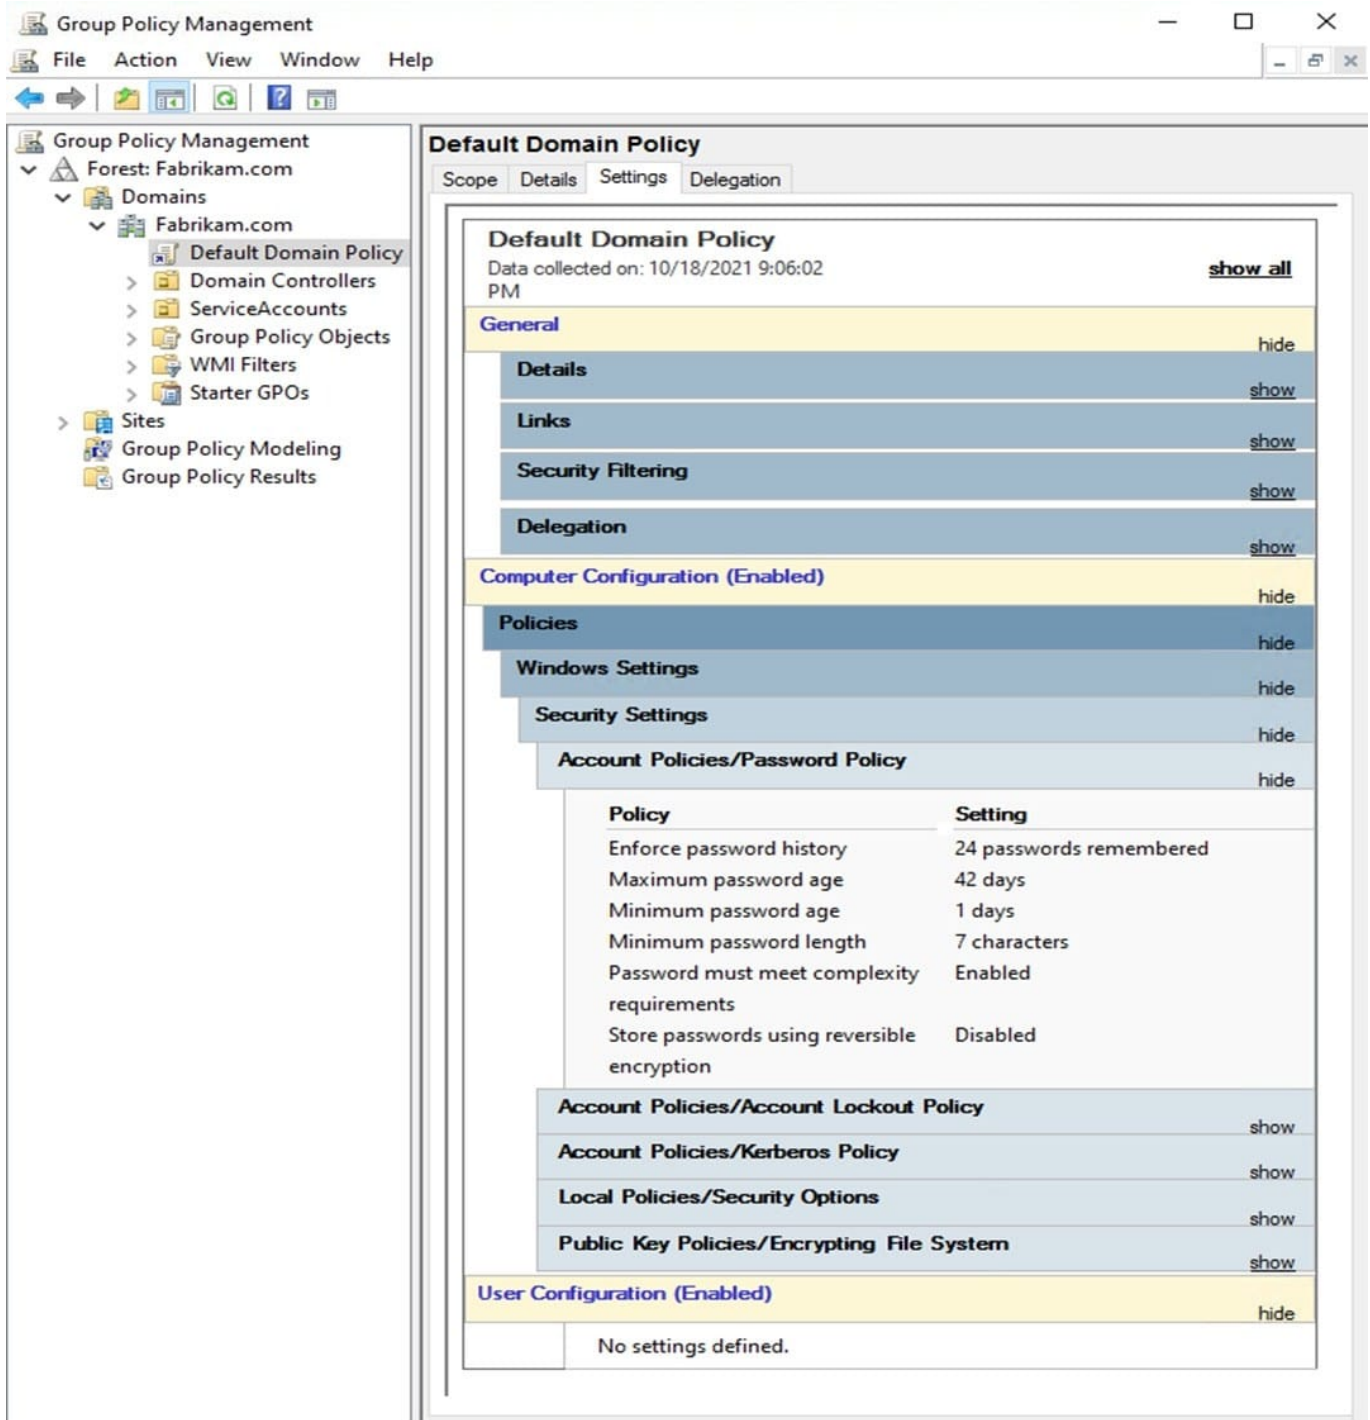 Group Policy Management
File Action View Window Help
Group Policy Management
Forest: Fabrikam.com
Domains
Fabrikam.com
Default Domain Policy
Domain Controllers
ServiceAccounts
Group Policy Objects
WMI Filters
Starter GPOs
Sites
Group Policy Modeling
Group Policy Results
Default Domain Policy
Scope Details Settings Delegation
Default Domain Policy
Data collected on: 10/18/2021 9:06:02
PM
show all
General
hide
Details
show
Links
show
Security Filtering
show
Delegation
show
Computer Configuration (Enabled)
hide
Policies
hide
Windows Settings
hide
Security Settings
hide
Account Policies/Password Policy
hide
Policy Setting
Enforce password history 24 passwords remembered
Maximum password age 42 days
Minimum password age 1 days
Minimum password length 7 characters
Password must meet complexity Enabled
requirements
Store passwords using reversible Disabled
encryption
Account Policies/Account Lockout Policy
show
Account Policies/Kerberos Policy
show
Local Policies/Security Options
show
Public Key Policies/Encrypting File System
show
User Configuration (Enabled)
hide
No settings defined.